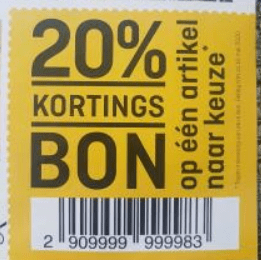 20%
KORTINGS
BON
op één artikel
naar keuze*
2 909999 999983